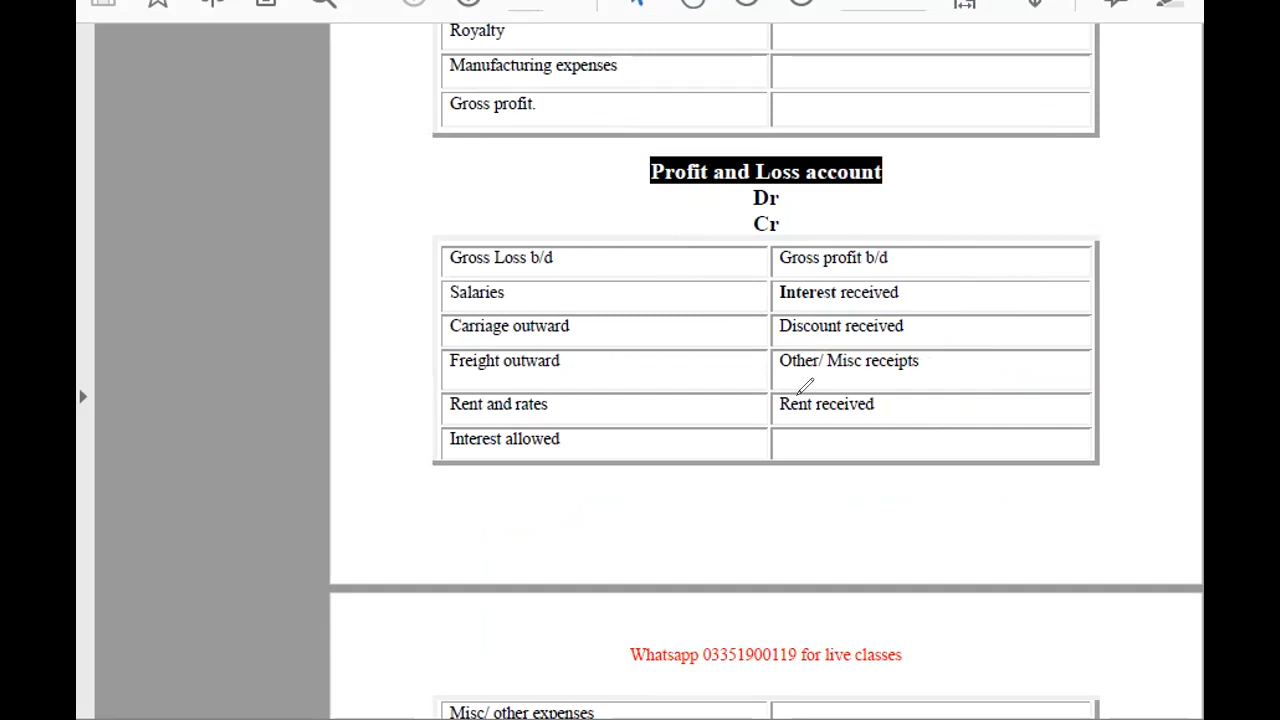 Royalty
Manufacturing expenses
Gross profit.
Profit and Loss account
Dr
Cr
Gross Loss b/d Gross profit b/d
Salaries Interest received
Carriage outward Discount received
Freight outward Other/ Misc receipts
Rent and rates Rent received
Interest allowed
Whatsapp 03351900119 for live classes
Misc/ other expenses